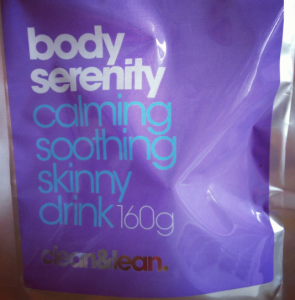 body
serenity
calming
soothing
skinny
drink 160g
clean&lean.